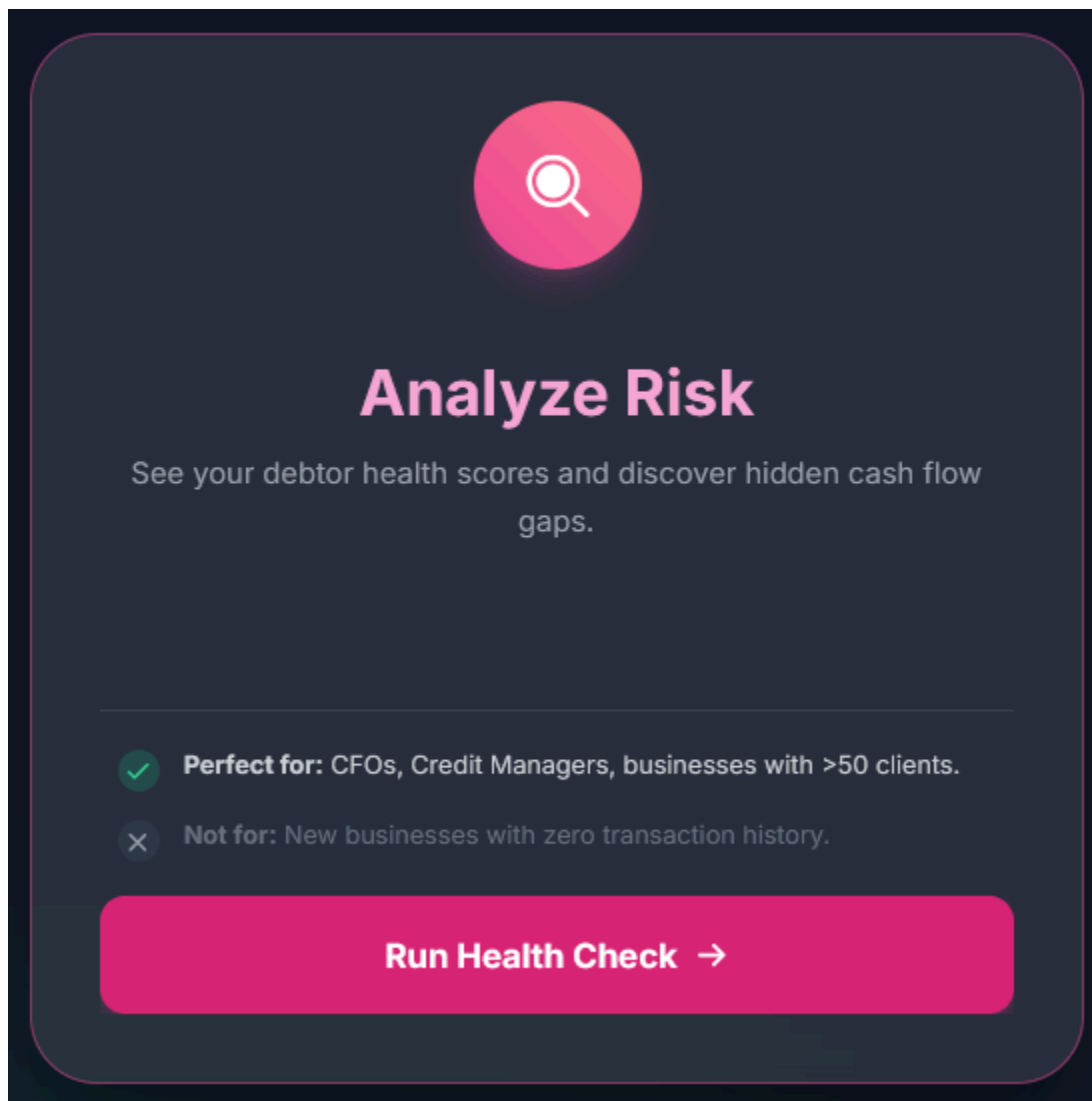 Analyze Risk
See your debtor health scores and discover hidden cash flow
gaps.
Perfect for: CFOs, Credit Managers, businesses with >50 clients.
Not for: New businesses with zero transaction history.
Run Health Check →